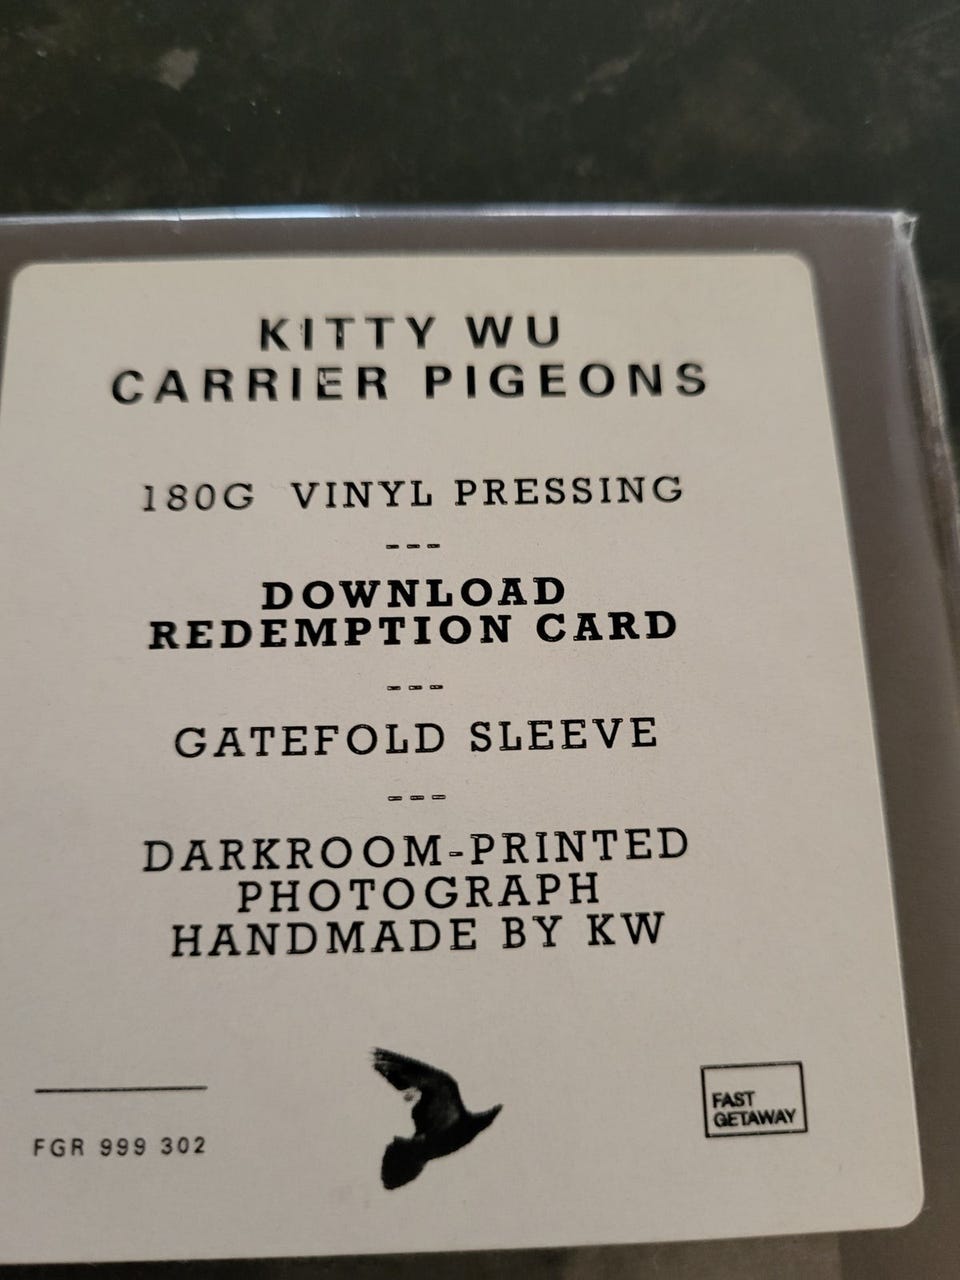 KITTY WU
CARRIER PIGEONS
180G VINYL PRESSING
---
DOWNLOAD
REDEMPTION CARD
---
GATEFOLD SLEEVE
---
DARKROOM-PRINTED
PHOTOGRAPH
HANDMADE BY KW
FGR 999 302
FAST
GETAWAY